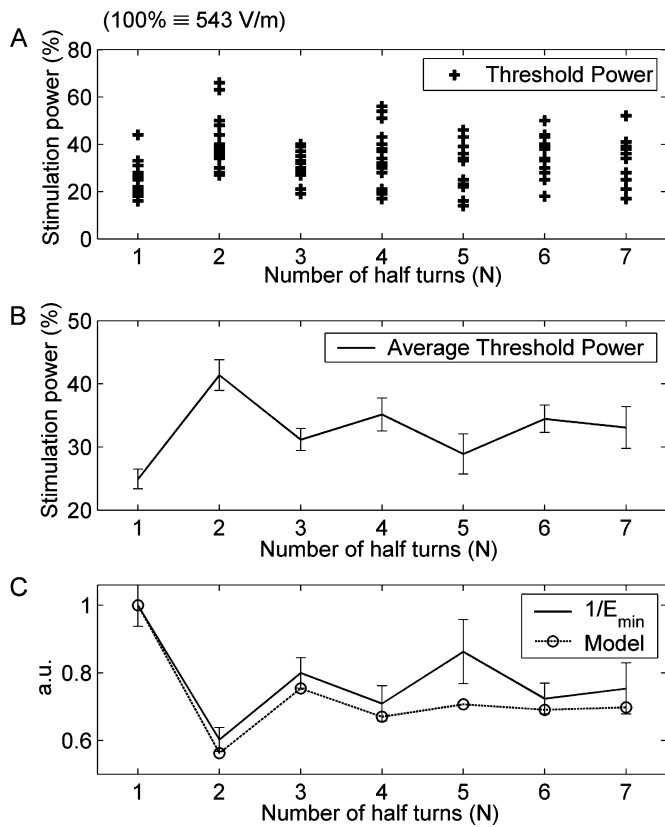 (100% ≡ 543 V/m)
A
Stimulation power (%)
80
60
40
20
0
Threshold Power
1 2 3 4 5 6 7
Number of half turns (N)
B
Stimulation power (%)
50
40
30
20
Average Threshold Power
1 2 3 4 5 6 7
Number of half turns (N)
C
a.u.
1
0.8
0.6
1/E_min
Model
1 2 3 4 5 6 7
Number of half turns (N)